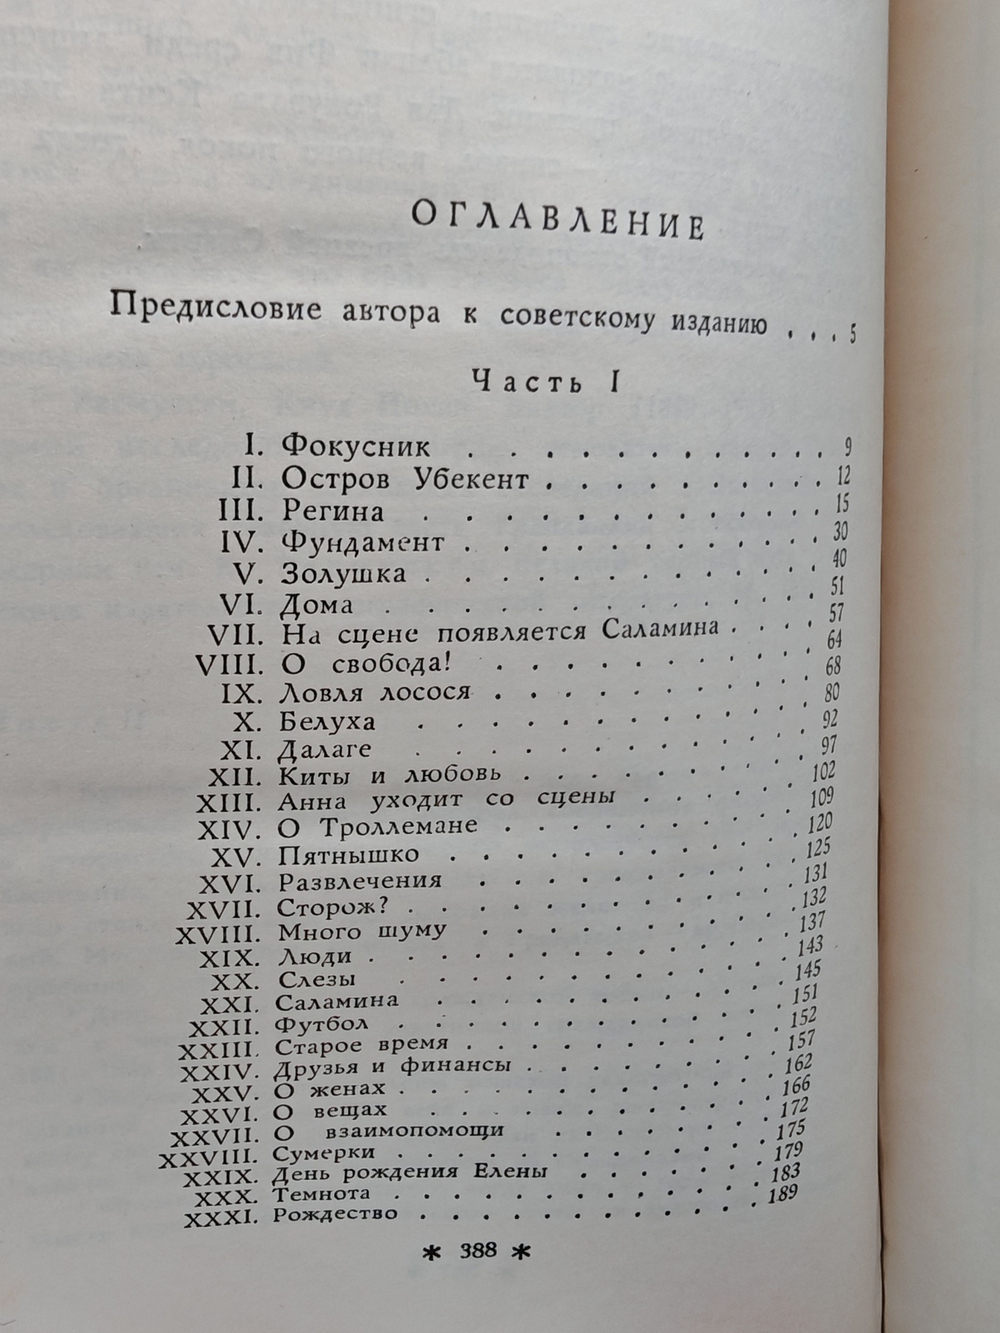 ОГЛАВЛЕНИЕ
Предисловие автора к советскому изданию . . . 5
Часть I
I. Фокусник . . . . . . . . . . . . . 9
II. Остров Убекент . . . . . . . . . . 12
III. Регина . . . . . . . . . . . . . . 15
IV. Фундамент . . . . . . . . . . . . . 30
V. Золушка . . . . . . . . . . . . . . 40
VI. Дома . . . . . . . . . . . . . . . 51
VII. На сцене появляется Саламина . . . . 57
VIII. О свобода! . . . . . . . . . . . . 64
IX. Ловля лосося . . . . . . . . . . . 68
X. Белуха . . . . . . . . . . . . . . 80
XI. Далаге . . . . . . . . . . . . . . 92
XII. Киты и любовь . . . . . . . . . . . 97
XIII. Анна уходит со сцены . . . . . . . 102
XIV. О Троллемане . . . . . . . . . . . 109
XV. Пятнышко . . . . . . . . . . . . . 120
XVI. Развлечения . . . . . . . . . . . . 125
XVII. Сторож? . . . . . . . . . . . . . . 131
XVIII. Много шуму . . . . . . . . . . . . 132
XIX. Люди . . . . . . . . . . . . . . . 137
XX. Слезы . . . . . . . . . . . . . . . 143
XXI. Саламина . . . . . . . . . . . . . 145
XXII. Футбол . . . . . . . . . . . . . . 151
XXIII. Старое время . . . . . . . . . . . 152
XXIV. Друзья и финансы . . . . . . . . . 157
XXV. О женах . . . . . . . . . . . . . . 162
XXVI. О вещах . . . . . . . . . . . . . . 166
XXVII. О взаимопомощи . . . . . . . . . . 172
XXVIII. Сумерки . . . . . . . . . . . . . . 175
XXIX. День рождения Елены . . . . . . . . 179
XXX. Темнота . . . . . . . . . . . . . . 183
XXXI. Рождество . . . . . . . . . . . . . 189
* 388 *